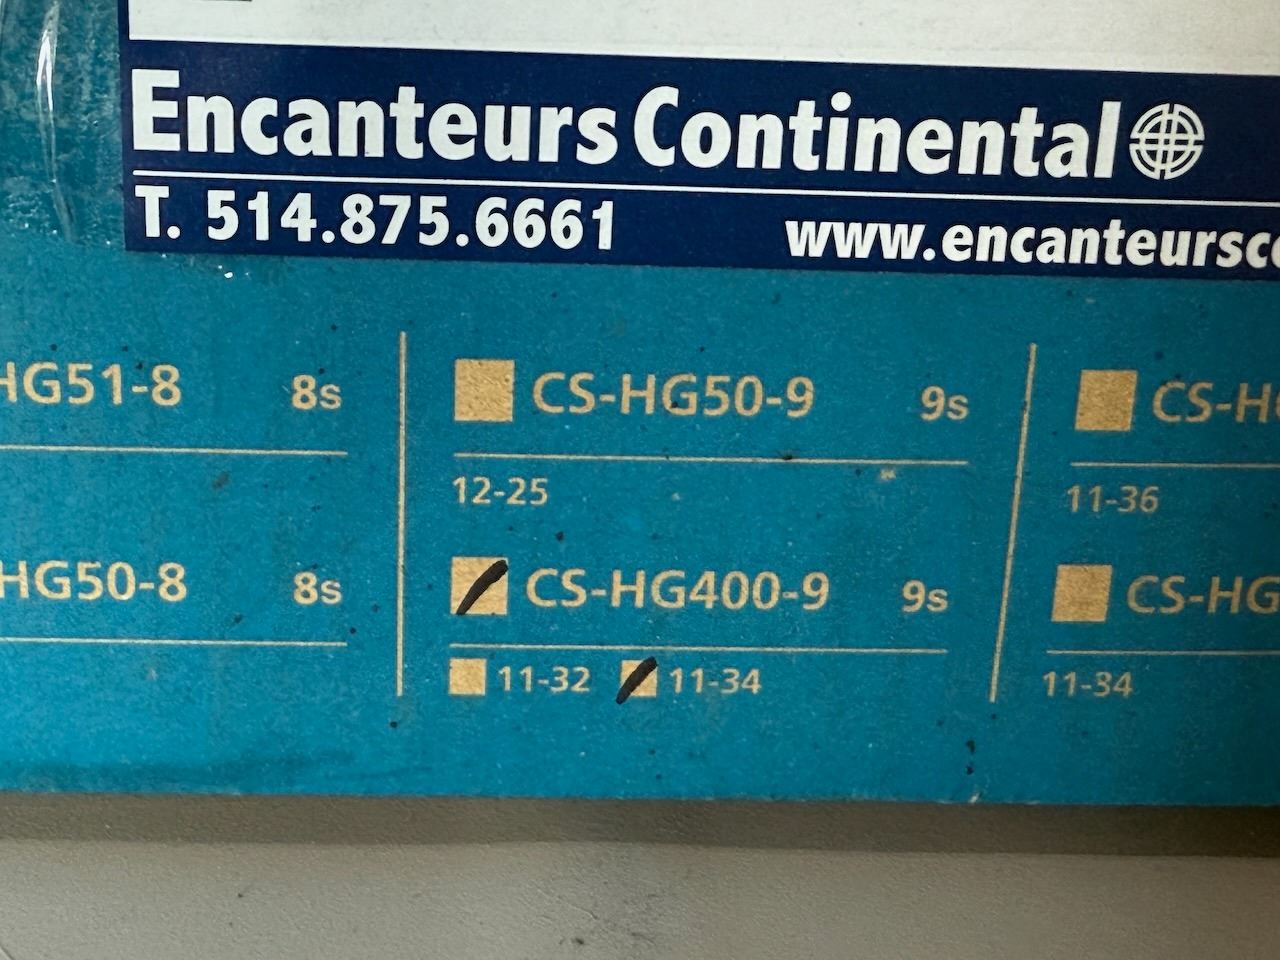 Encanteurs Continental
T. 514.875.6661 www.encanteursco
HG51-8 8s
HG50-8 8s
CS-HG50-9 9s
12-25
CS-HG400-9 9s
11-32 11-34
CS-H
11-36
CS-HG
11-34